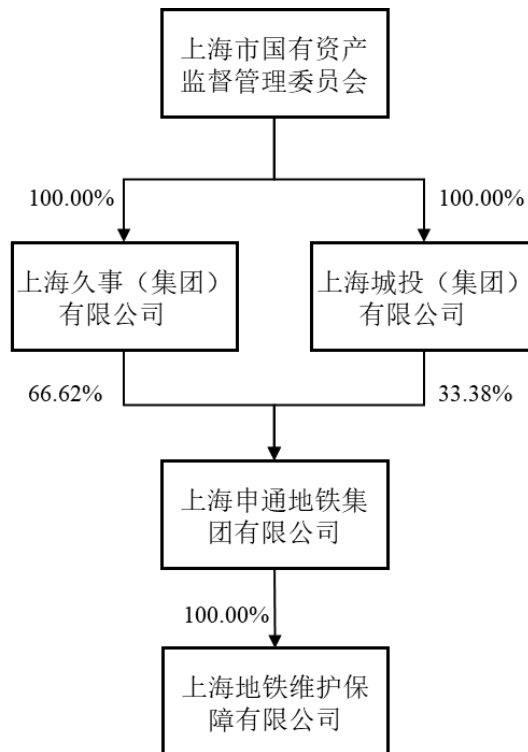 上海市国有资产
监督管理委员会
100.00%
100.00%
上海久事（集团）
有限公司
上海城投（集团）
有限公司
66.62%
33.38%
上海申通地铁集
团有限公司
100.00%
上海地铁维护保
障有限公司